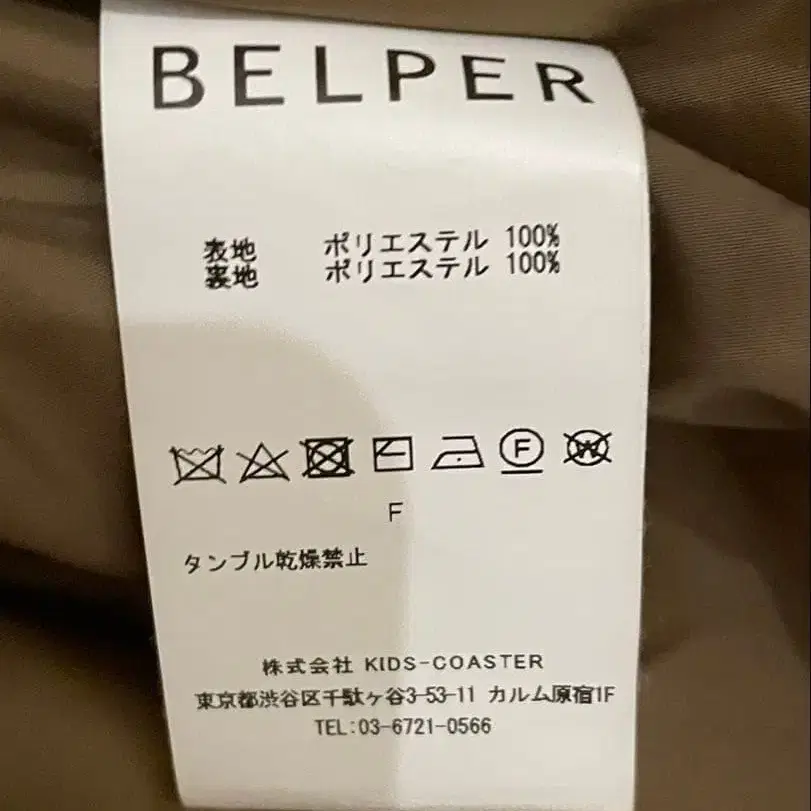 BELPER
表地 ポリエステル 100%
裏地 ポリエステル 100%
F W
F
タンブル乾燥禁止
株式会社 KIDS-COASTER
東京都渋谷区千駄ヶ谷3-53-11 カルム原宿1F
TEL:03-6721-0566